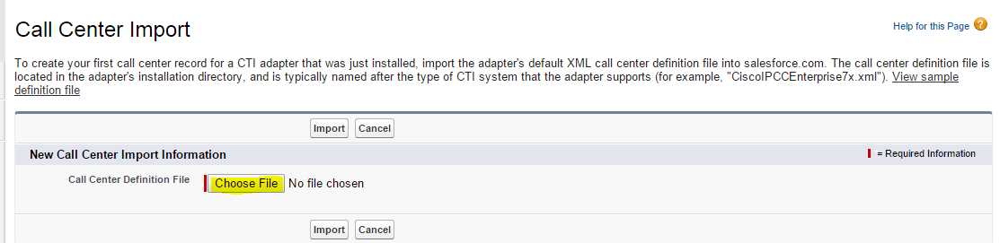 Call Center Import
Help for this Page
To create your first call center record for a CTI adapter that was just installed, import the adapter's default XML call center definition file into salesforce.com. The call center definition file is
located in the adapter's installation directory, and is typically named after the type of CTI system that the adapter supports (for example, "CiscoIPCCEnterprise7x.xml"). View sample
definition file
Import Cancel
New Call Center Import Information
= Required Information
Call Center Definition File Choose File No file chosen
Import Cancel